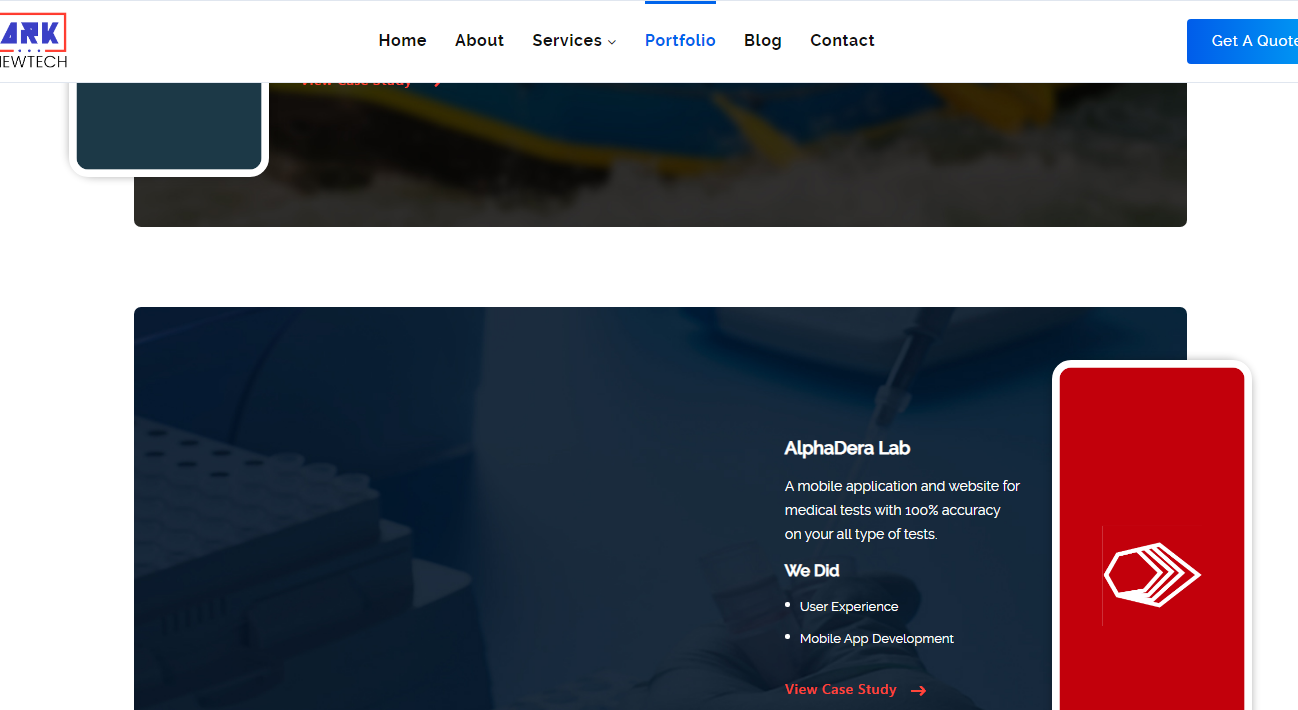 ARK
NEWTECH
Home About Services Portfolio Blog Contact
Get A Quote
View Case Study
AlphaDera Lab
A mobile application and website for
medical tests with 100% accuracy
on your all type of tests.
We Did
User Experience
Mobile App Development
View Case Study